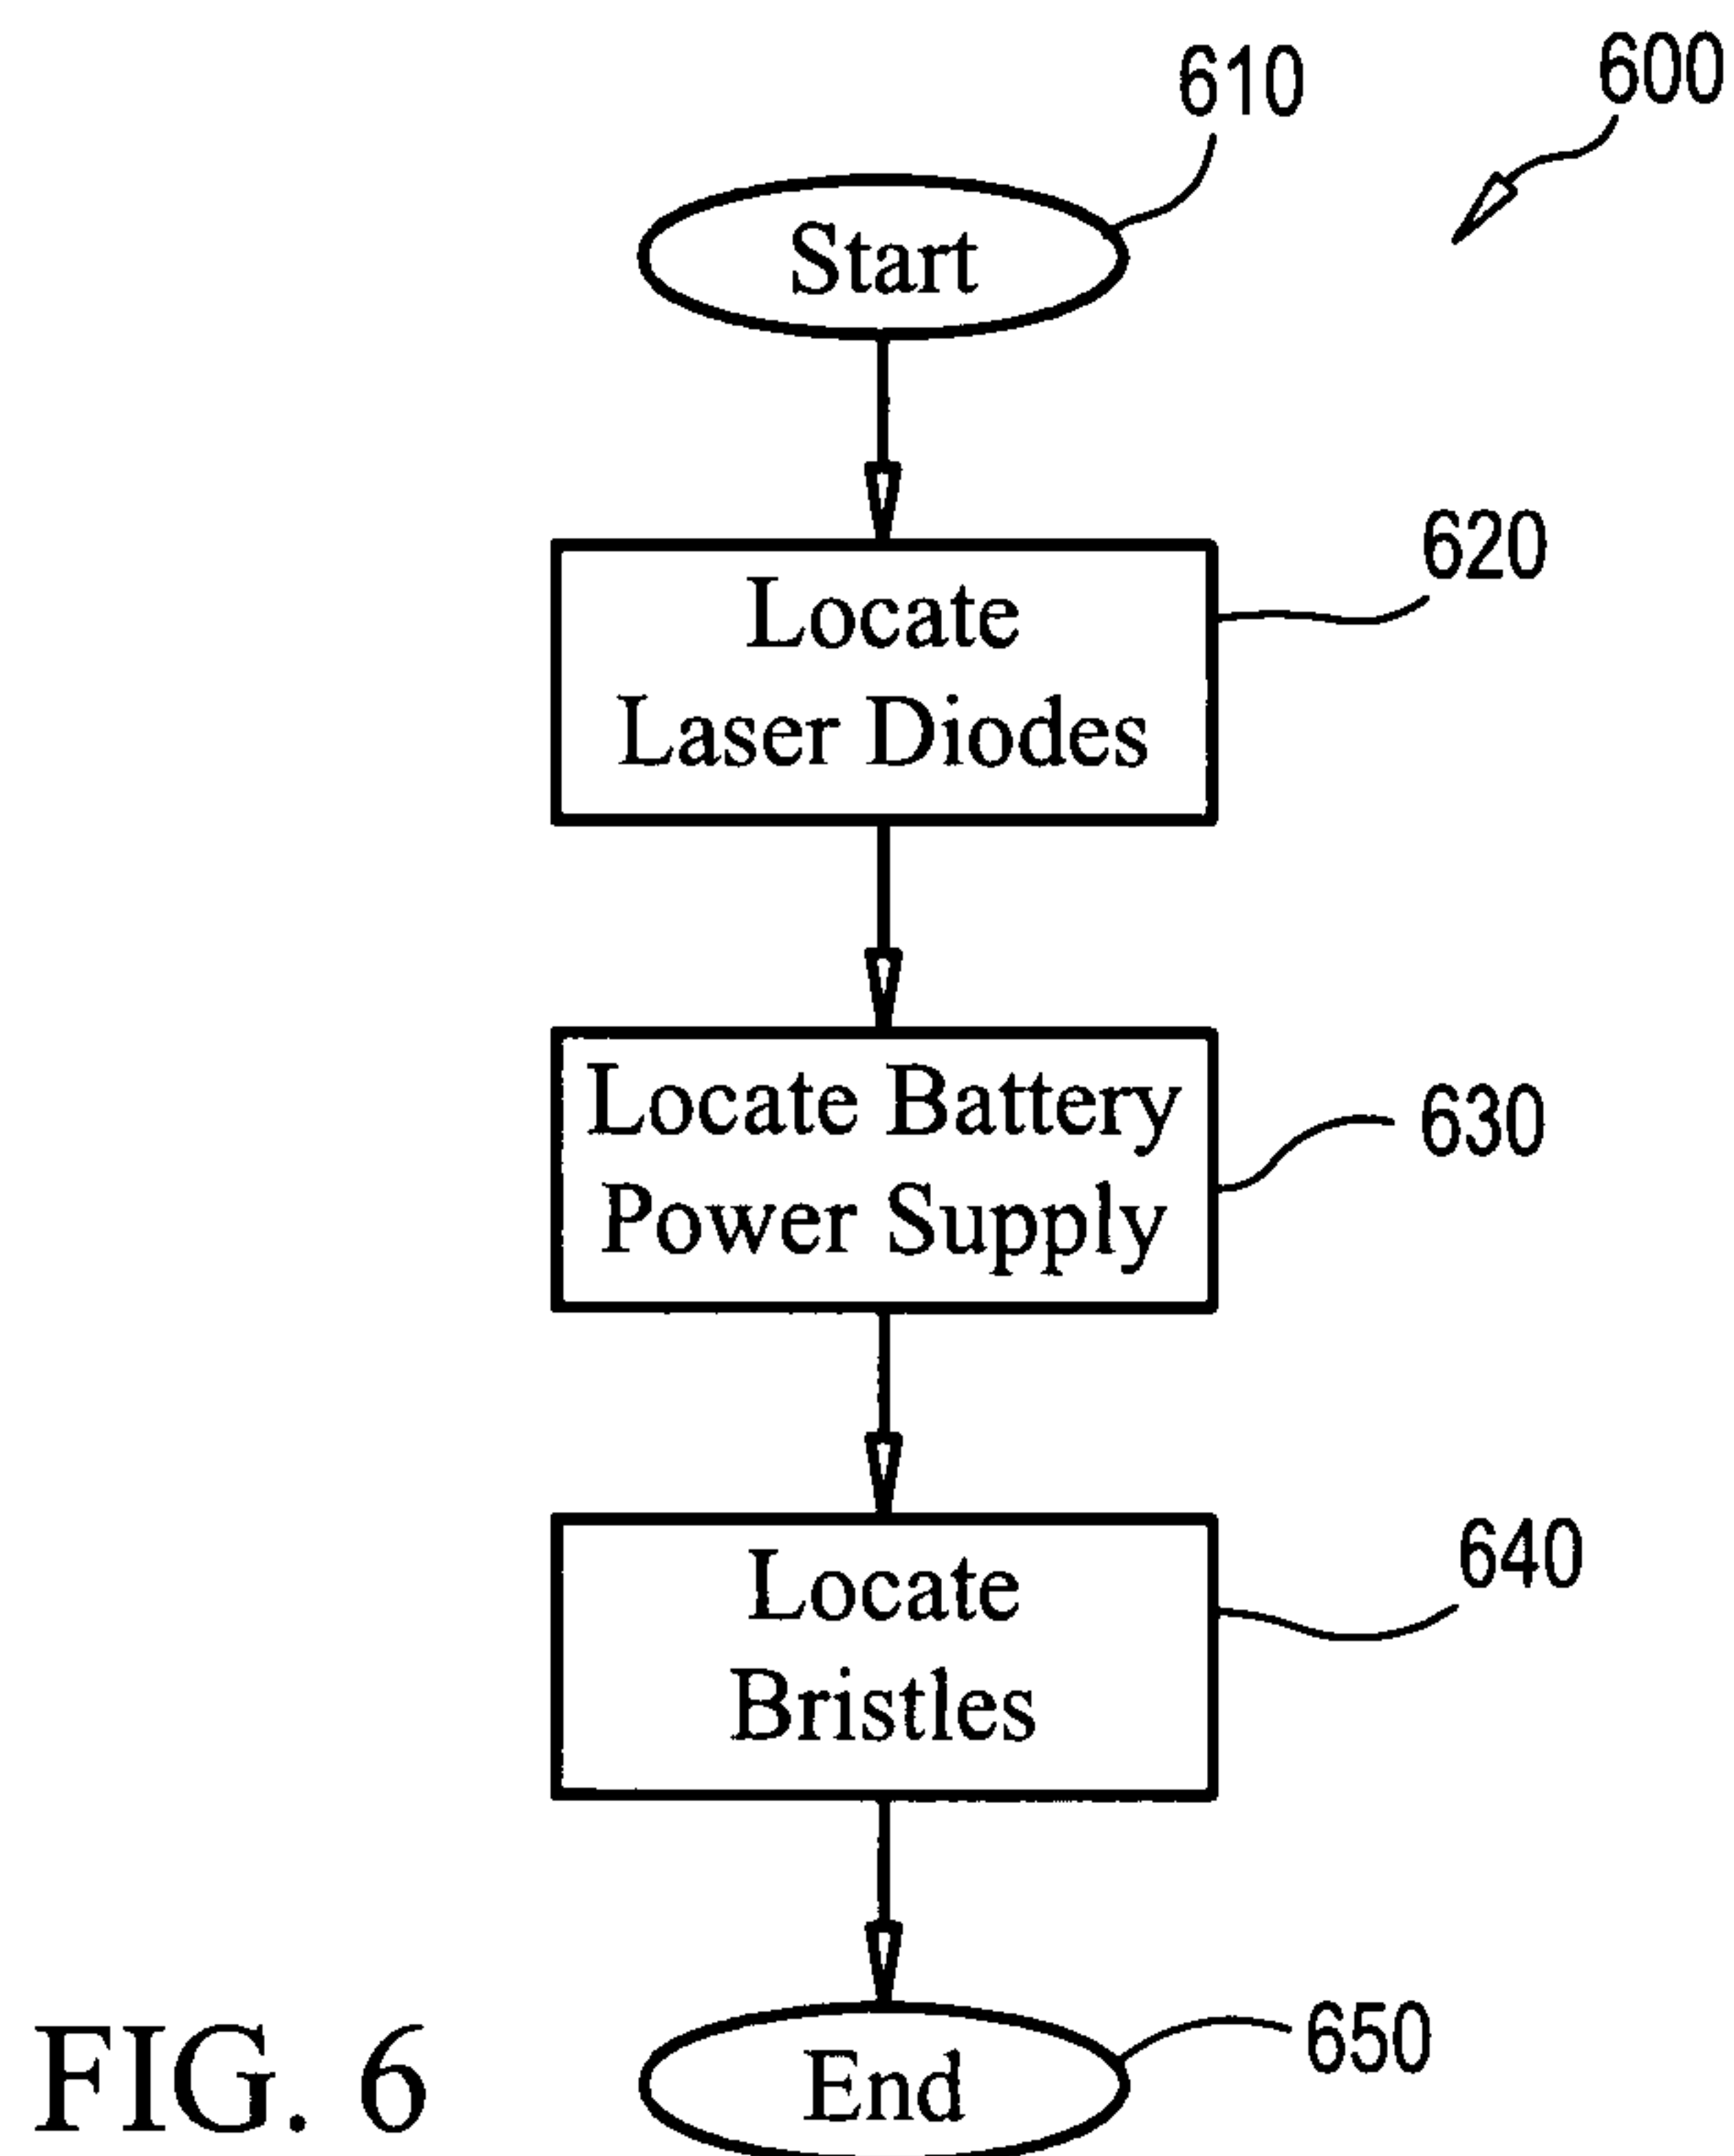 600
610
Start
620
Locate
Laser Diodes
630
Locate Battery
Power Supply
640
Locate
Bristles
650
End
FIG. 6